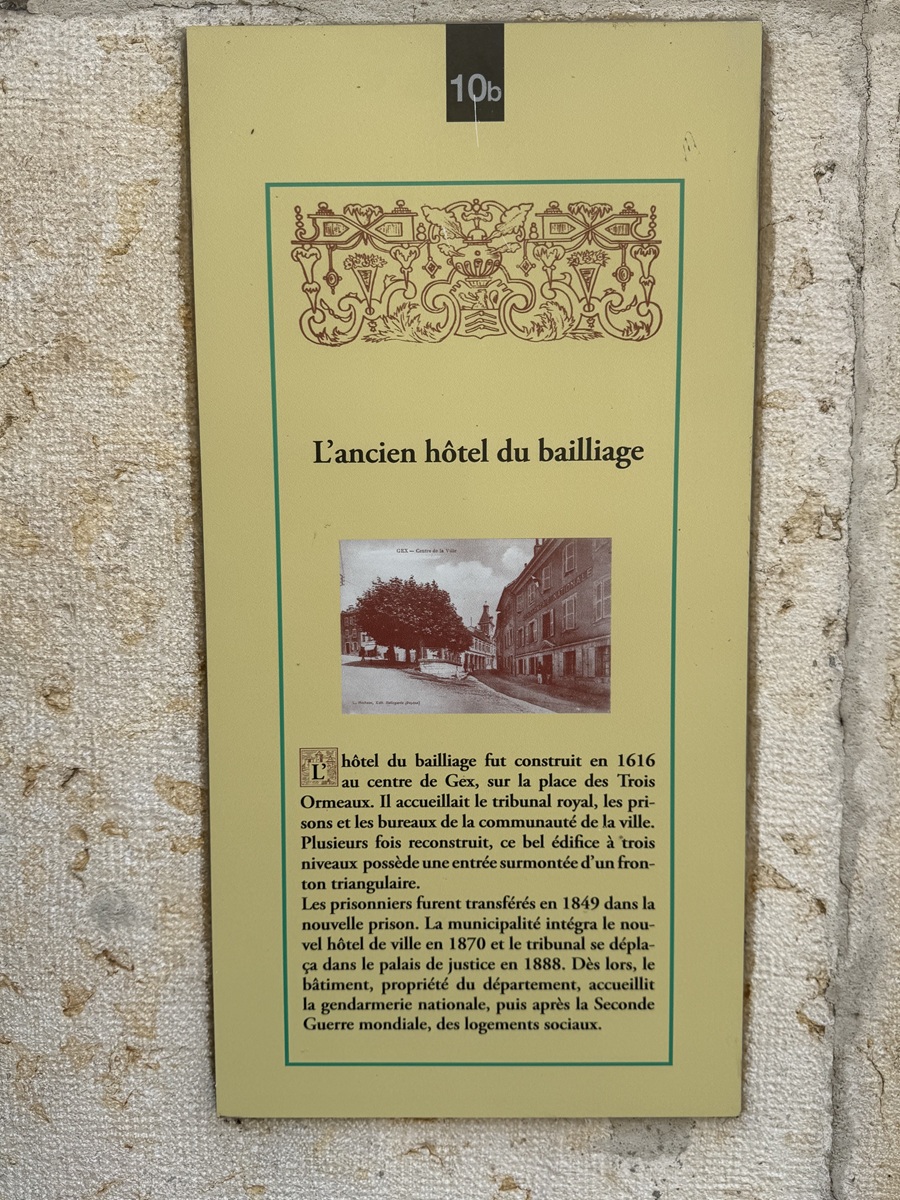 10b
L'ancien hôtel du bailliage
GEX — Centre de la Ville
NATIONALE
L'hôtel du bailliage fut construit en 1616
au centre de Gex, sur la place des Trois
Ormeaux. Il accueillait le tribunal royal, les pri-
sons et les bureaux de la communauté de la ville.
Plusieurs fois reconstruit, ce bel édifice à trois
niveaux possède une entrée surmontée d'un fron-
ton triangulaire.
Les prisonniers furent transférés en 1849 dans la
nouvelle prison. La municipalité intégra le nou-
vel hôtel de ville en 1870 et le tribunal se dépla-
ça dans le palais de justice en 1888. Dès lors, le
bâtiment, propriété du département, accueillit
la gendarmerie nationale, puis après la Seconde
Guerre mondiale, des logements sociaux.